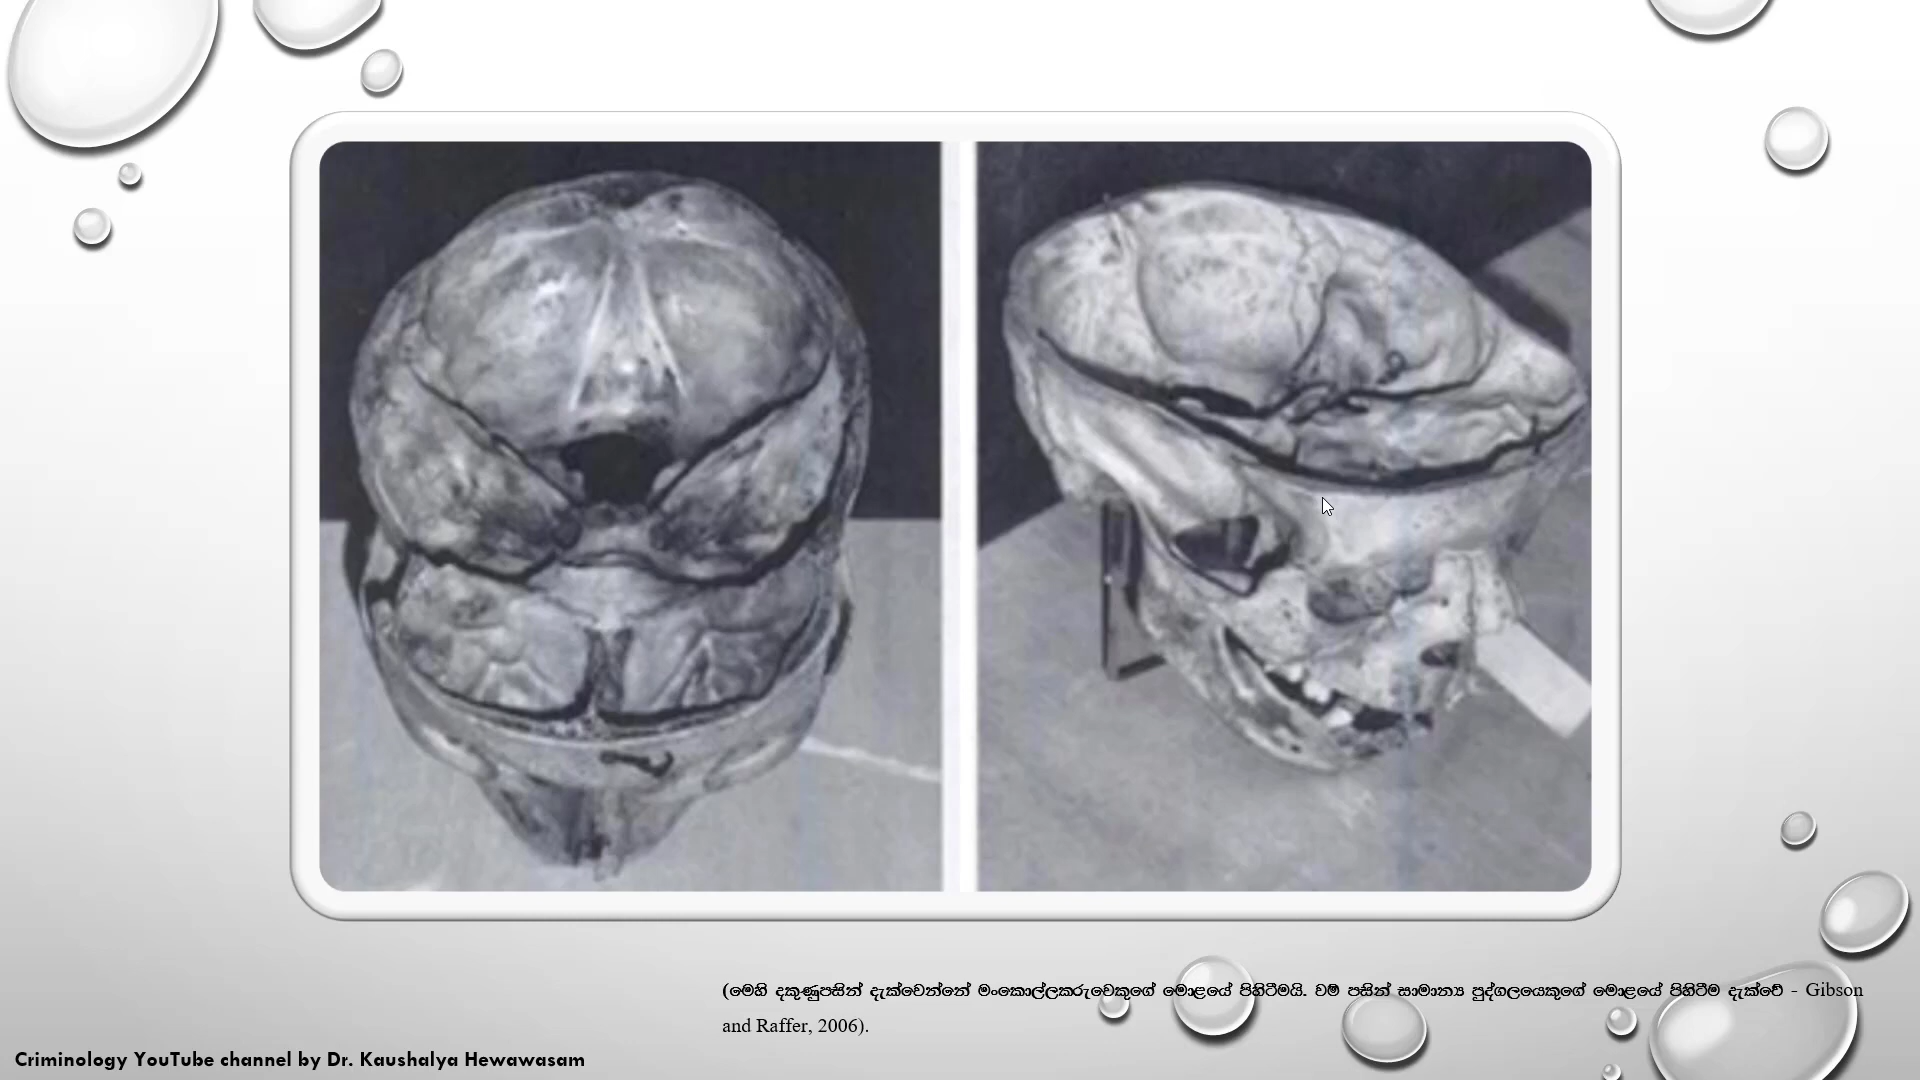 (මෙහි දකුණුපසින් දැක්වෙන්නේ මංකොල්ලකරුවෙකුගේ මොළයේ පිහිටීමයි. වම් පසින් සාමාන්‍ය පුද්ගලයෙකුගේ මොළයේ පිහිටීම දැක්වේ - Gibson
and Raffer, 2006).
Criminology YouTube channel by Dr. Kaushalya Hewawasam